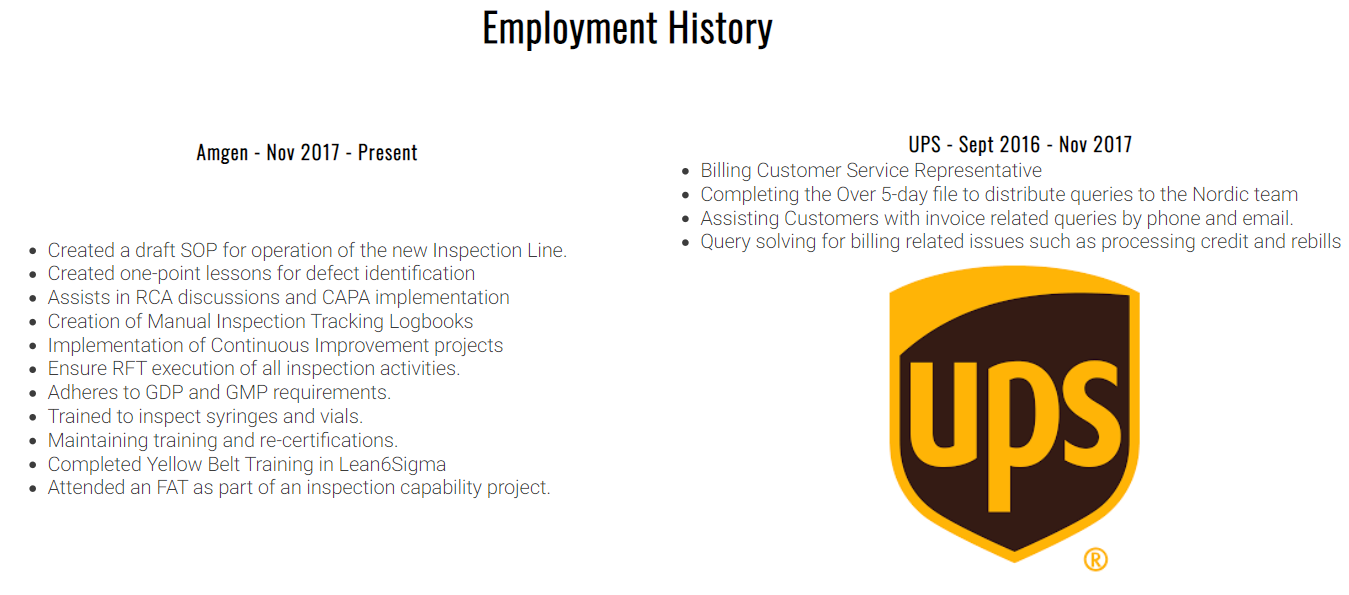 Employment History
Amgen - Nov 2017 - Present
Created a draft SOP for operation of the new Inspection Line.
Created one-point lessons for defect identification
Assists in RCA discussions and CAPA implementation
Creation of Manual Inspection Tracking Logbooks
Implementation of Continuous Improvement projects
Ensure RFT execution of all inspection activities.
Adheres to GDP and GMP requirements.
Trained to inspect syringes and vials.
Maintaining training and re-certifications.
Completed Yellow Belt Training in Lean6Sigma
Attended an FAT as part of an inspection capability project.
UPS - Sept 2016 - Nov 2017
Billing Customer Service Representative
Completing the Over 5-day file to distribute queries to the Nordic team
Assisting Customers with invoice related queries by phone and email.
Query solving for billing related issues such as processing credit and rebills
ups
®